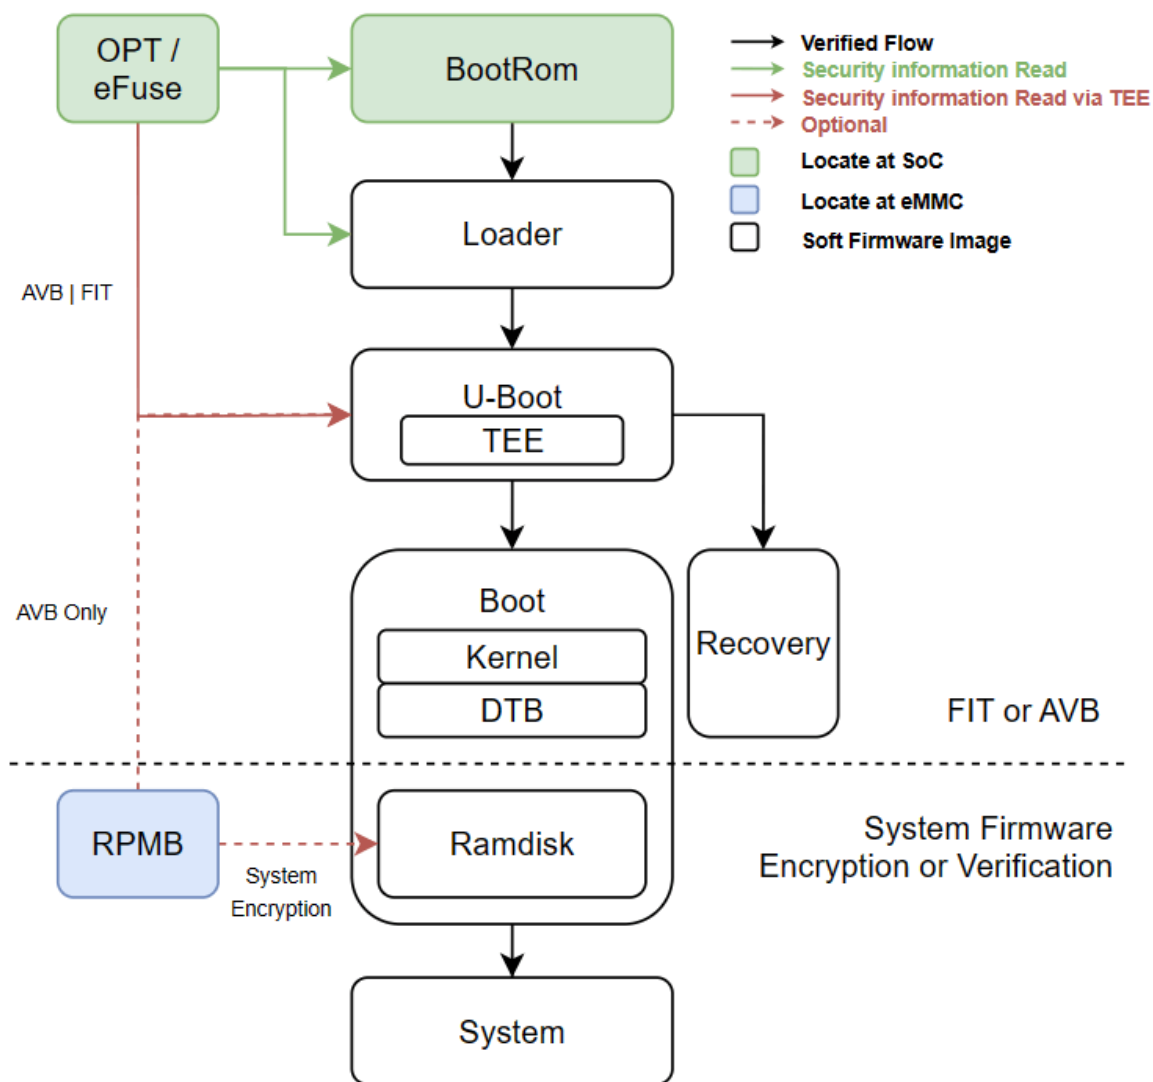 OPT /
eFuse
BootRom
Verified Flow
Security information Read
Security information Read via TEE
Optional
Locate at SoC
Locate at eMMC
Soft Firmware Image
Loader
AVB | FIT
U-Boot
TEE
Boot
Kernel
DTB
Recovery
AVB Only
FIT or AVB
RPMB
System
Encryption
Ramdisk
System Firmware
Encryption or Verification
System